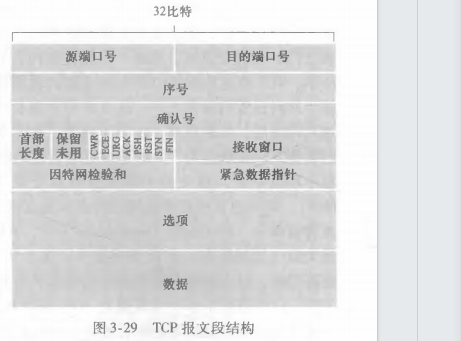 32比特
源端口号 目的端口号
序号
确认号
首部长度 保留未用 CWR ECE URG ACK PSH RST SYN FIN 接收窗口
因特网检验和 紧急数据指针
选项
数据
图 3-29 TCP 报文段结构